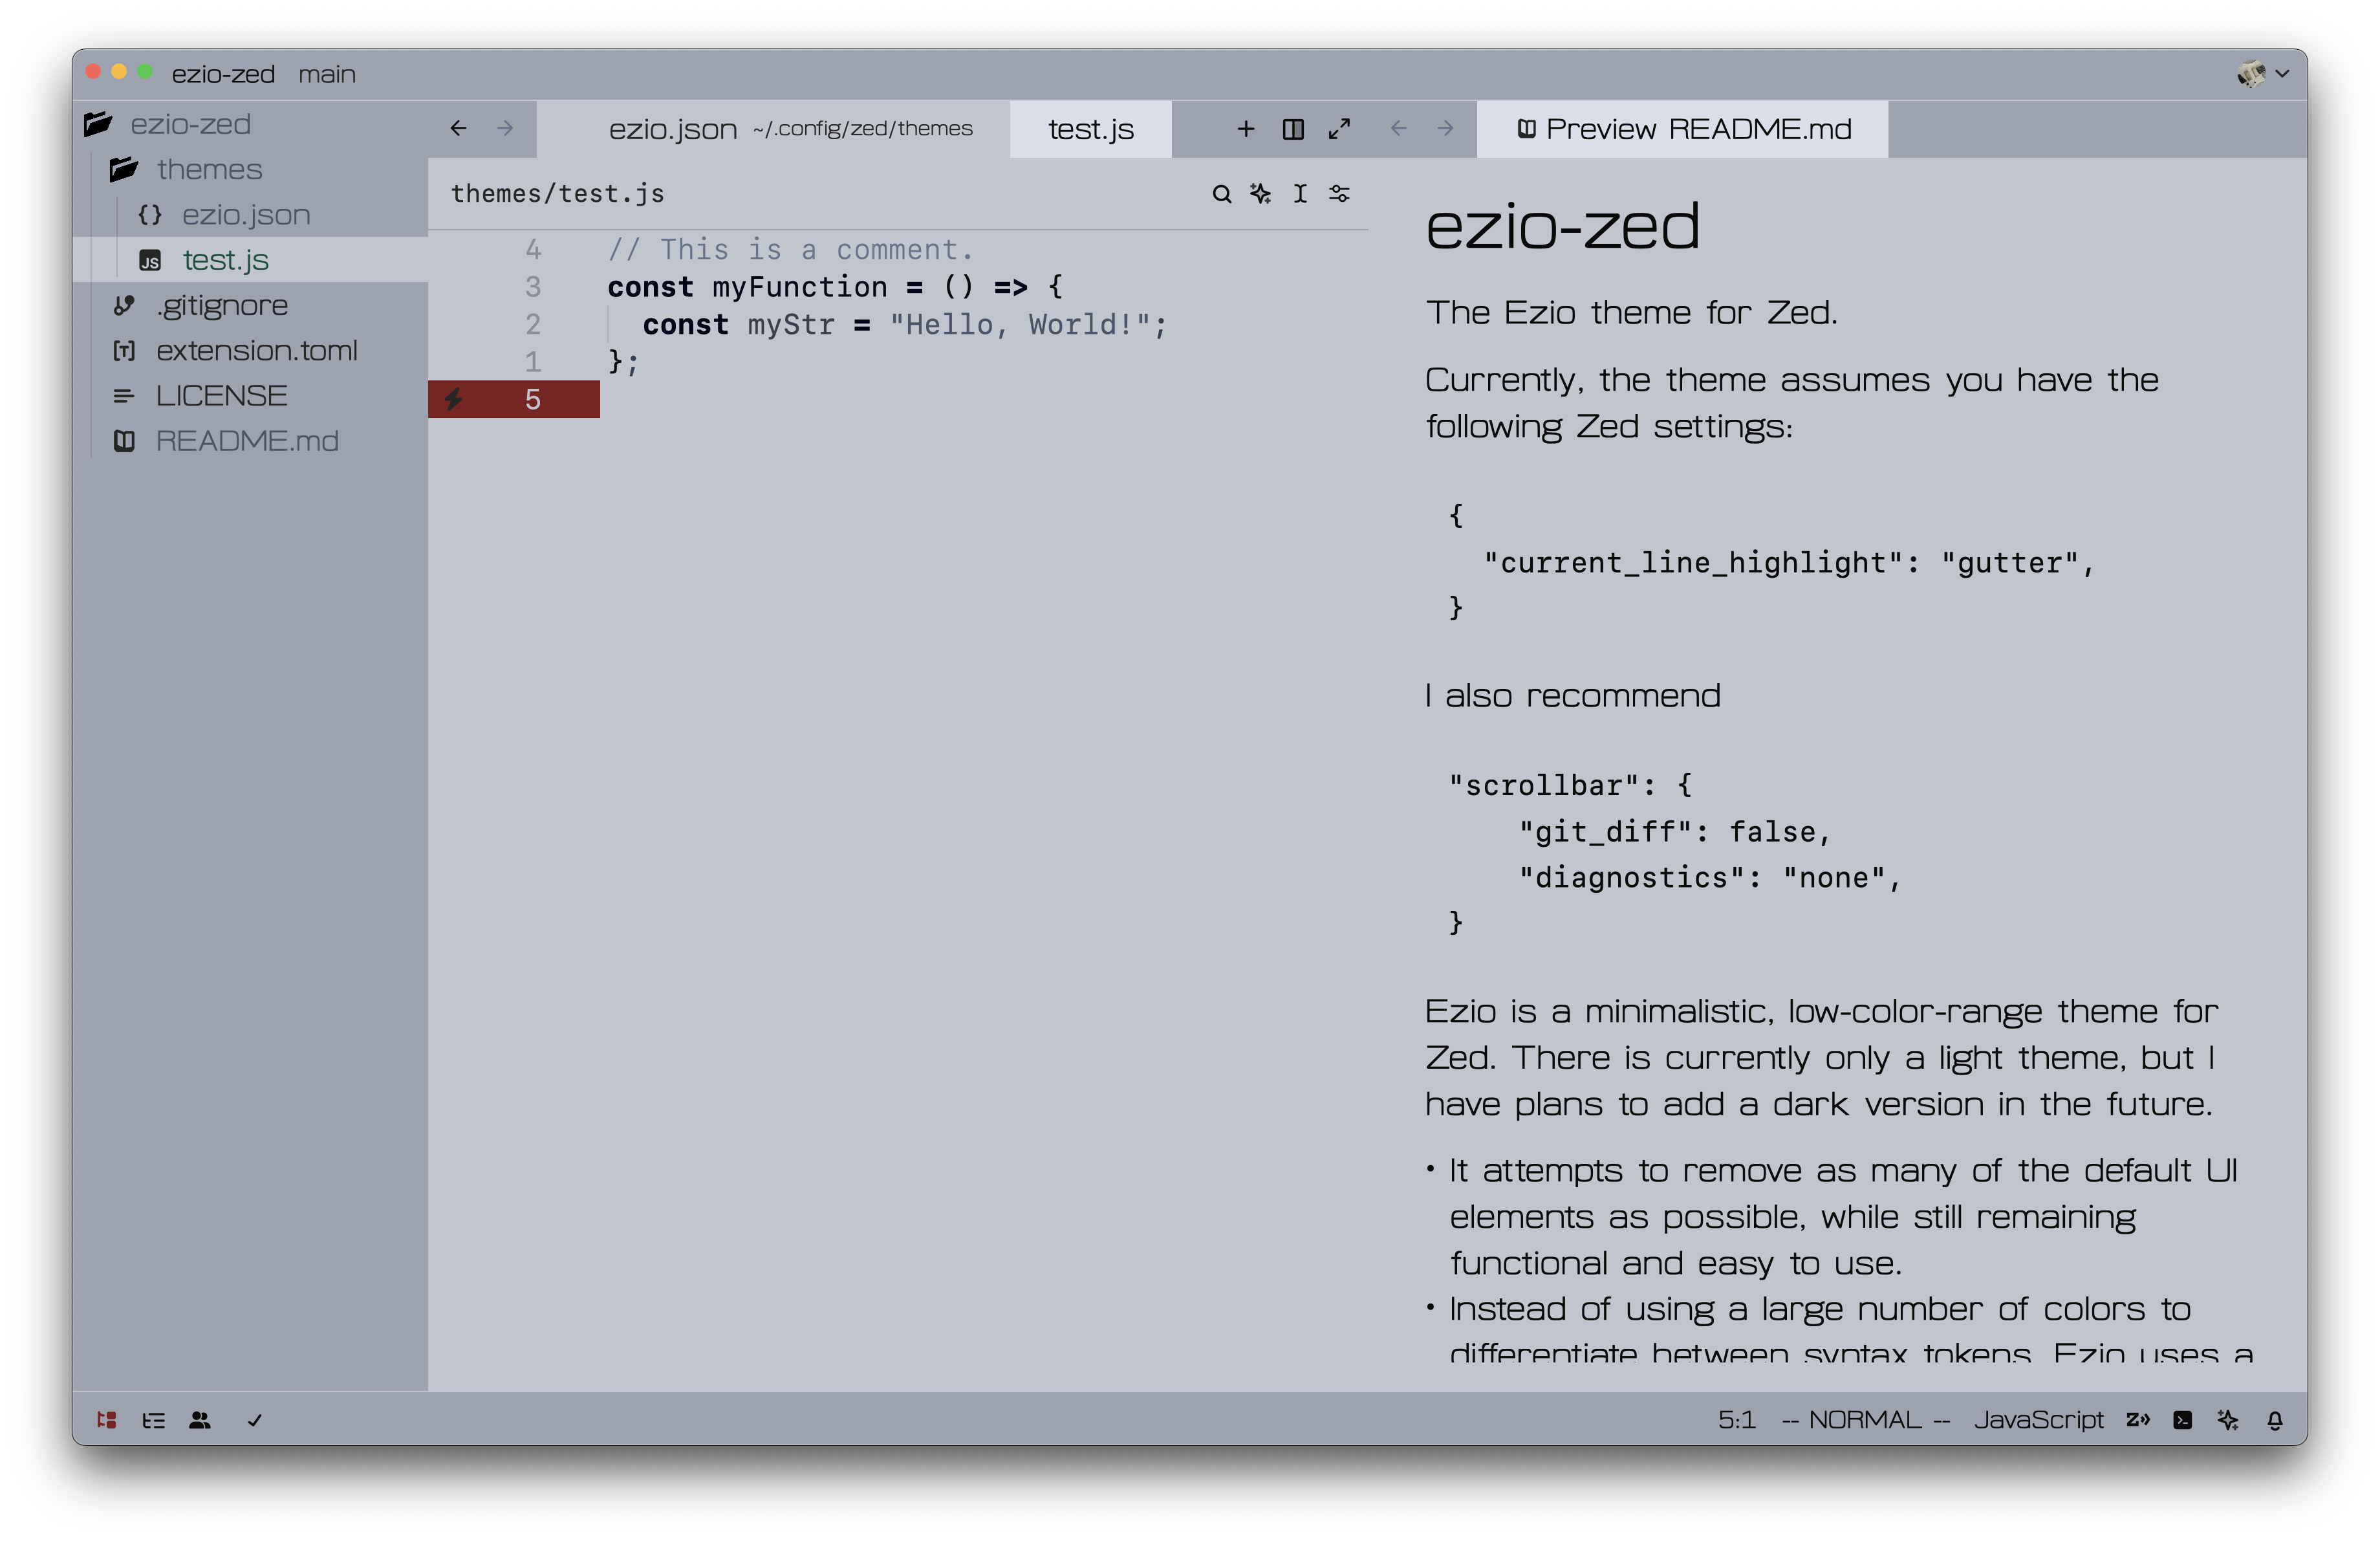 ezio-zed main
ezio-zed
themes
ezio.json
test.js
.gitignore
extension.toml
LICENSE
README.md
ezio.json ~/.config/zed/themes
test.js
themes/test.js
4 // This is a comment.
3 const myFunction = () => {
2 const myStr = "Hello, World!";
1 };
5
Preview README.md
ezio-zed
The Ezio theme for Zed.
Currently, the theme assumes you have the
following Zed settings:
{
"current_line_highlight": "gutter",
}
I also recommend
"scrollbar": {
"git_diff": false,
"diagnostics": "none",
}
Ezio is a minimalistic, low-color-range theme for
Zed. There is currently only a light theme, but I
have plans to add a dark version in the future.
• It attempts to remove as many of the default UI
elements as possible, while still remaining
functional and easy to use.
• Instead of using a large number of colors to
differentiate between syntax tokens, Ezio uses a
5:1 -- NORMAL -- JavaScript